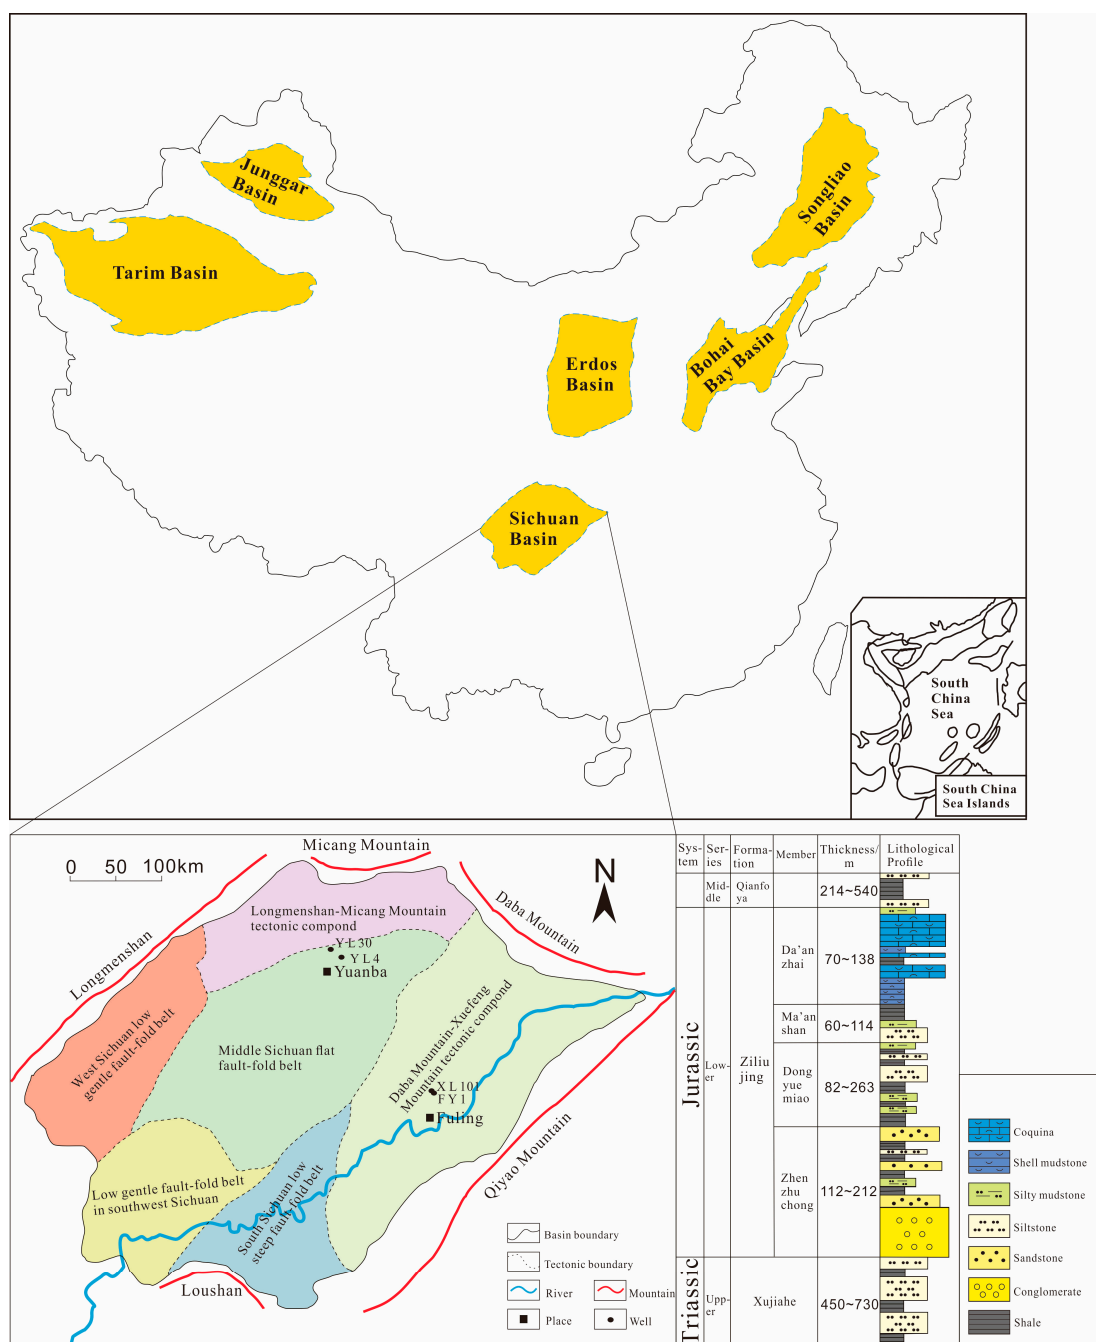 Junggar
Basin
Songliao
Basin
Tarim Basin
Bohai
Bay Basin
Erdos
Basin
Sichuan
Basin
South
China
Sea
South China
Sea Islands
0 50 100km
Micang Mountain
N
Daba Mountain
Longmenshan
Longmenshan-Micang Mountain
tectonic compond
YL30
YL4
Yuanba
West Sichuan low
gentle fault-fold belt
Middle Sichuan flat
fault-fold belt
Daba Mountain-Xuefeng
Mountain tectonic compond
XL101
FY1
Fuling
Qiyao Mountain
Low gentle fault-fold belt
in southwest Sichuan
South Sichuan low
steep fault-fold belt
Loushan
Basin boundary
Tectonic boundary
River
Mountain
Place
Well
Sys-
tem
Ser-
ies
Forma-
tion
Member
Thickness/
m
Lithological
Profile
Mid-
dle
Qianfo
ya
214~540
Jurassic
Low-
er
Ziliu
jing
Da'an
zhai
70~138
Ma'an
shan
60~114
Dong
yue
miao
82~263
Zhen
zhu
chong
112~212
Triassic
Upp-
er
Xujiahe
450~730
Coquina
Shell mudstone
Silty mudstone
Siltstone
Sandstone
Conglomerate
Shale